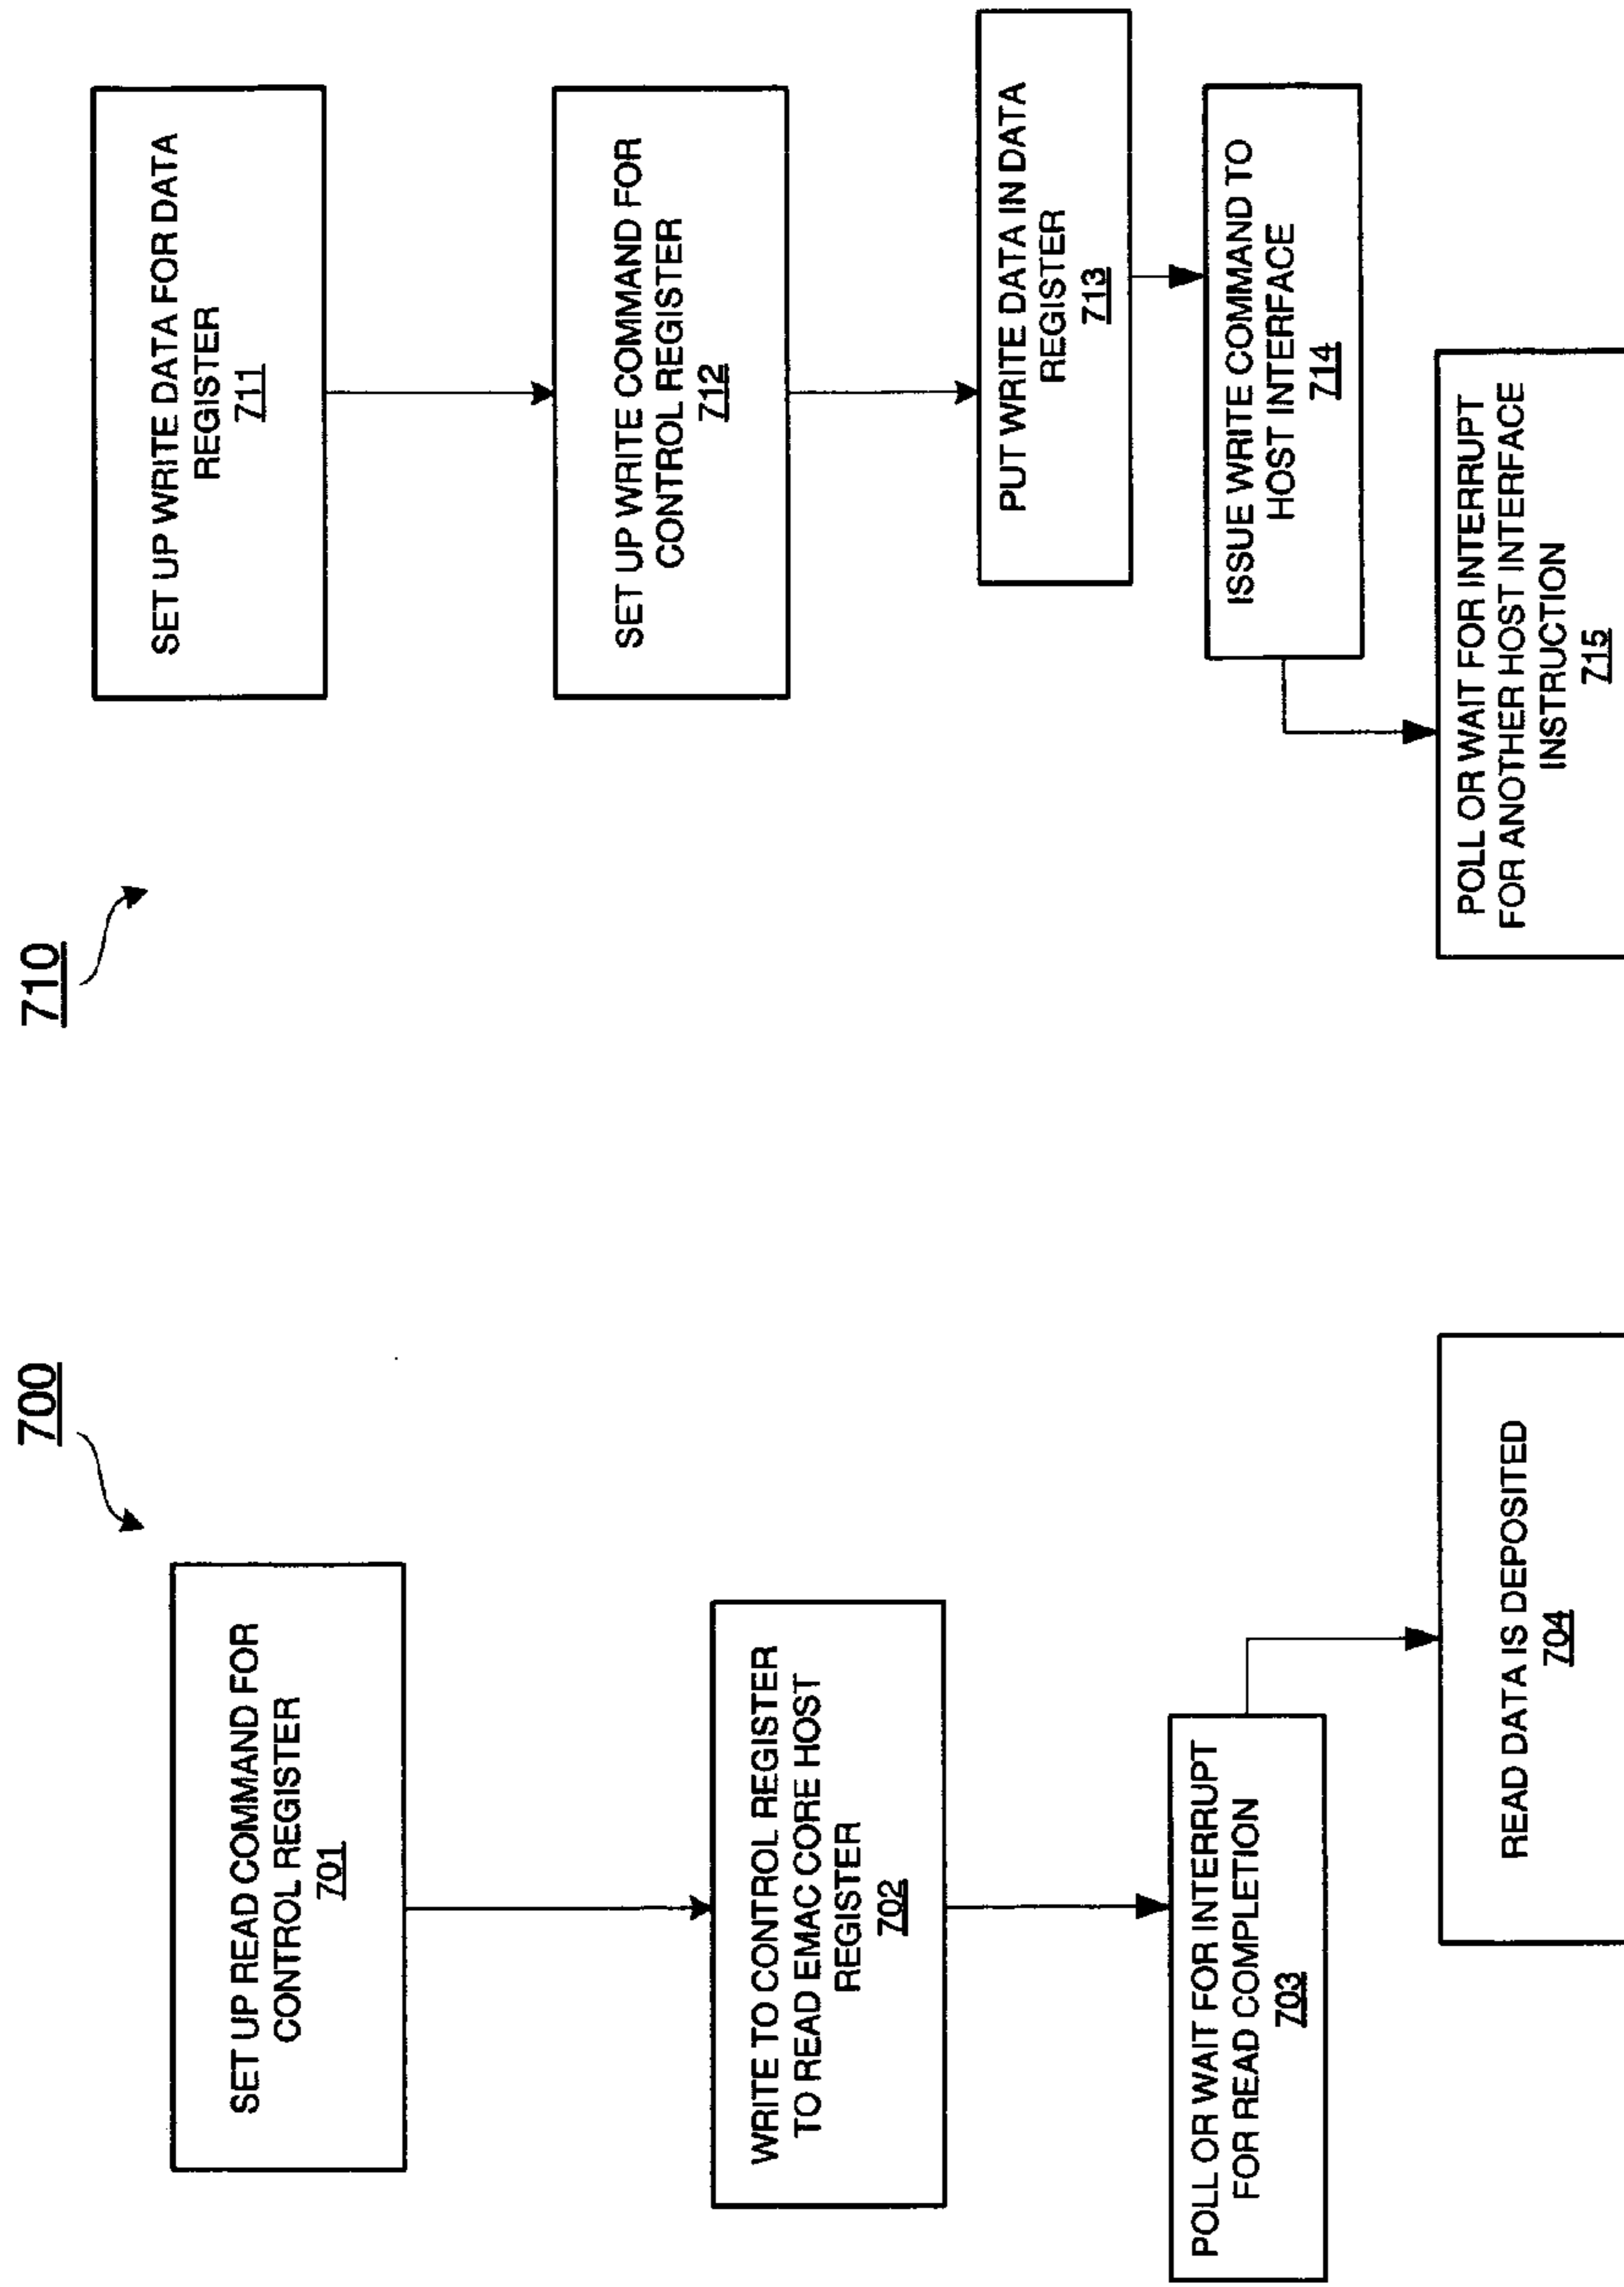 700
SET UP READ COMMAND FOR
CONTROL REGISTER
701
WRITE TO CONTROL REGISTER
TO READ EMAC CORE HOST
REGISTER
702
POLL OR WAIT FOR INTERRUPT
FOR READ COMPLETION
703
READ DATA IS DEPOSITED
704
710
SET UP WRITE DATA FOR DATA
REGISTER
711
SET UP WRITE COMMAND FOR
CONTROL REGISTER
712
PUT WRITE DATA IN DATA
REGISTER
713
ISSUE WRITE COMMAND TO
HOST INTERFACE
714
POLL OR WAIT FOR INTERRUPT
FOR ANOTHER HOST INTERFACE
INSTRUCTION
715